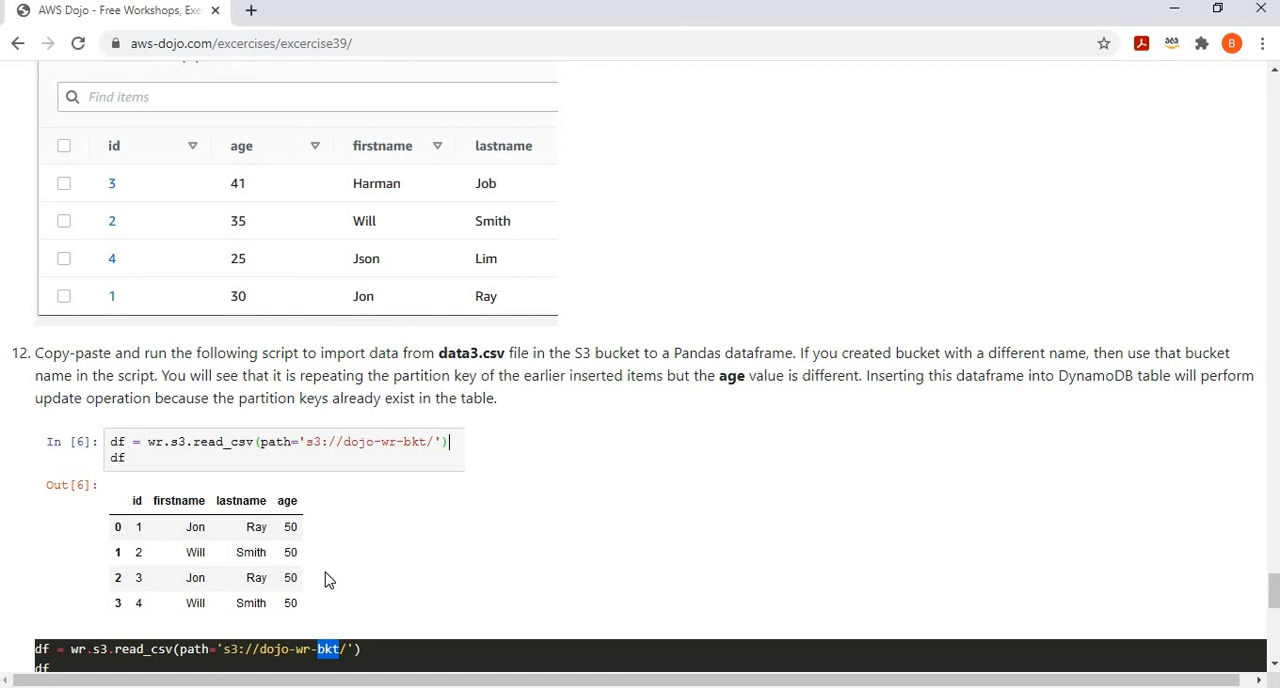 AWS Dojo - Free Workshops, Exe
aws-dojo.com/excercises/excercise39/
B
Find items
id age firstname lastname
3 41 Harman Job
2 35 Will Smith
4 25 Json Lim
1 30 Jon Ray
12. Copy-paste and run the following script to import data from data3.csv file in the S3 bucket to a Pandas dataframe. If you created bucket with a different name, then use that bucket
name in the script. You will see that it is repeating the partition key of the earlier inserted items but the age value is different. Inserting this dataframe into DynamoDB table will perform
update operation because the partition keys already exist in the table.
In [6]: df = wr.s3.read_csv(path='s3://dojo-wr-bkt/')
df
Out[6]:
id firstname lastname age
0 1 Jon Ray 50
1 2 Will Smith 50
2 3 Jon Ray 50
3 4 Will Smith 50
df = wr.s3.read_csv(path='s3://dojo-wr-bkt/')
df